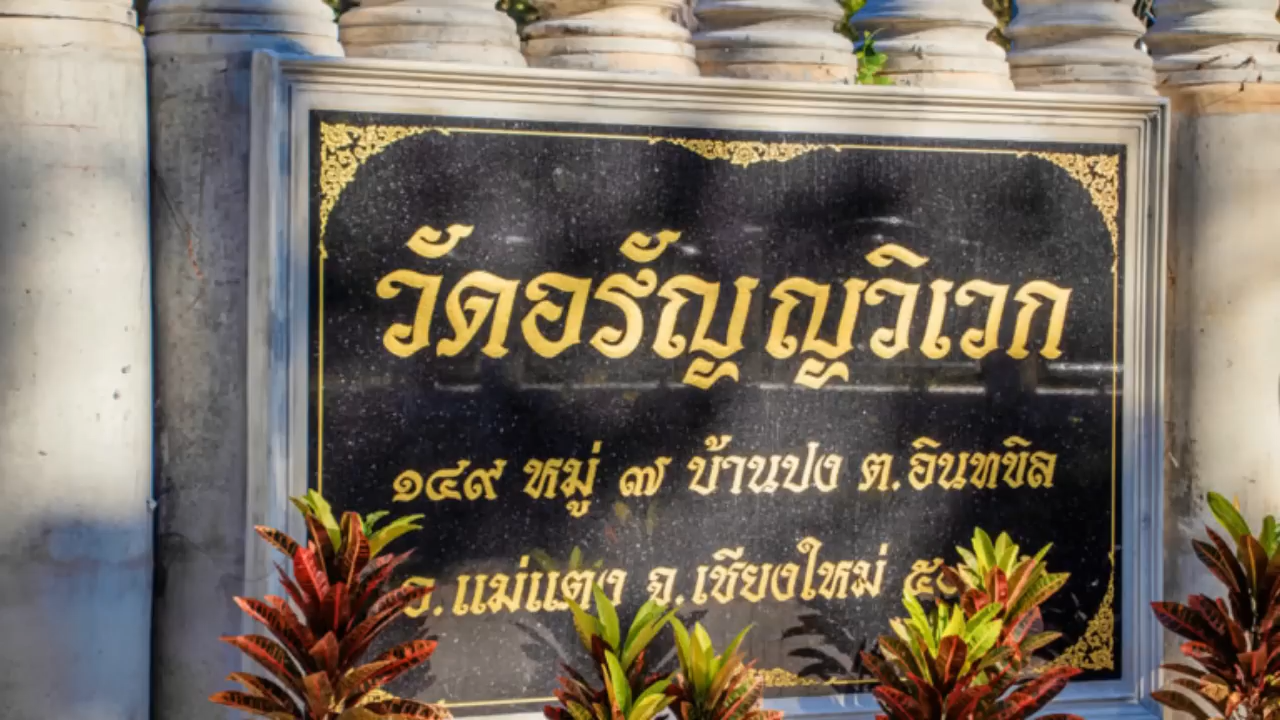 วัดอรัญญวิเวก
๑๔๙ หมู่ ๗ บ้านปง ต.อินทขิล
อ.แม่แตง จ.เชียงใหม่